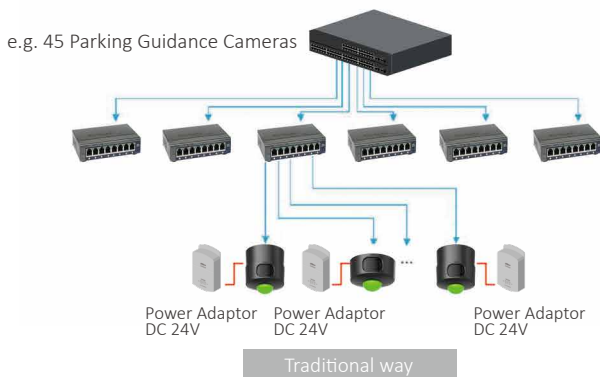 e.g. 45 Parking Guidance Cameras
...
Power Adaptor
DC 24V
Power Adaptor
DC 24V
Power Adaptor
DC 24V
Traditional way